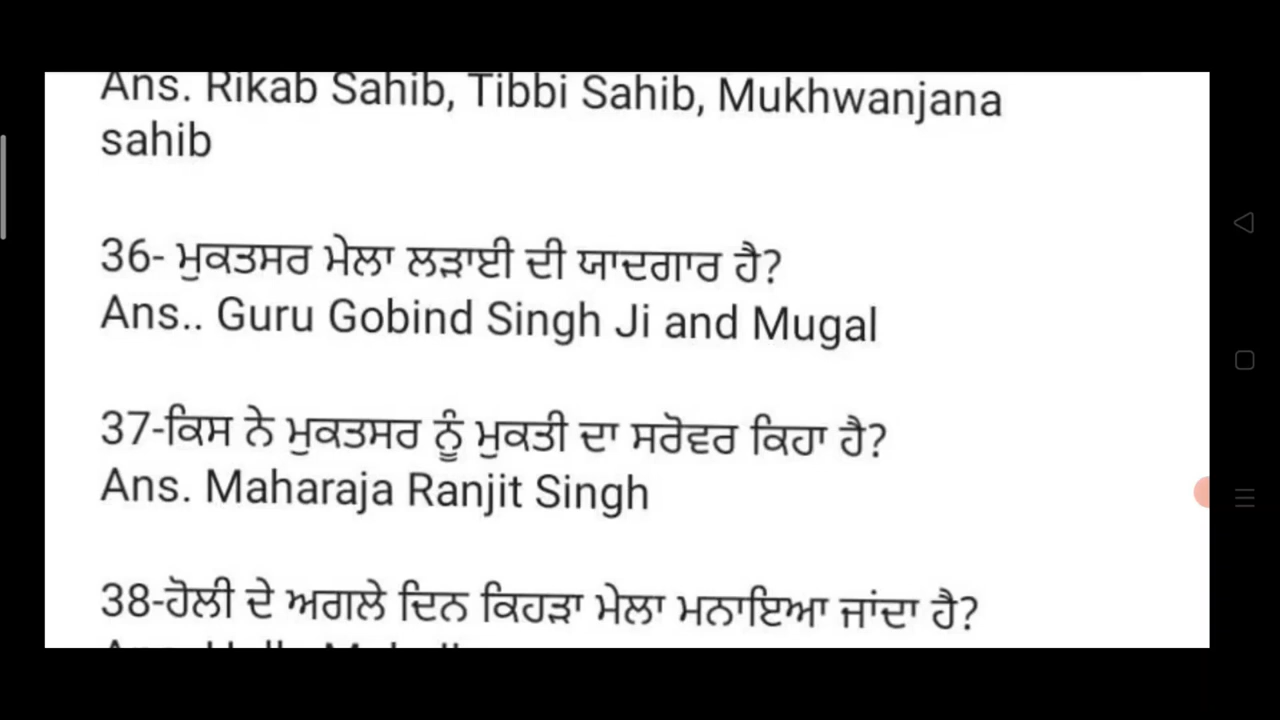 Ans. Rikab Sahib, Tibbi Sahib, Mukhwanjana
sahib
36- ਮੁਕਤਸਰ ਮੇਲਾ ਲੜਾਈ ਦੀ ਯਾਦਗਾਰ ਹੈ?
Ans.. Guru Gobind Singh Ji and Mugal
37-ਕਿਸ ਨੇ ਮੁਕਤਸਰ ਨੂੰ ਮੁਕਤੀ ਦਾ ਸਰੋਵਰ ਕਿਹਾ ਹੈ?
Ans. Maharaja Ranjit Singh
38-ਹੋਲੀ ਦੇ ਅਗਲੇ ਦਿਨ ਕਿਹੜਾ ਮੇਲਾ ਮਨਾਇਆ ਜਾਂਦਾ ਹੈ?